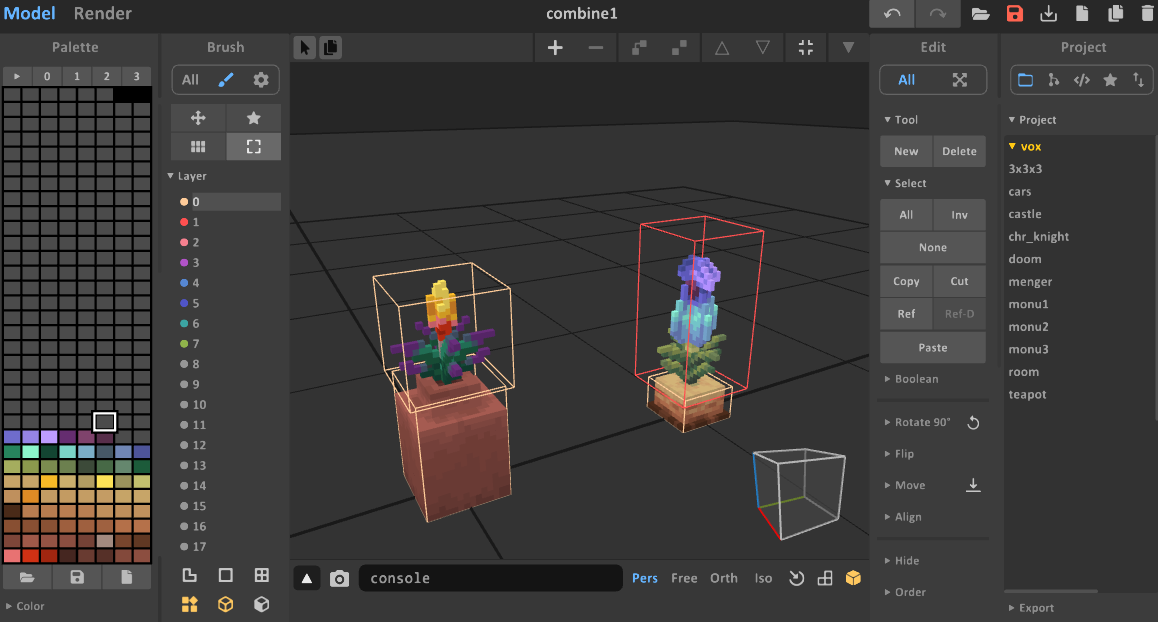 Model Render combine1
Palette Brush Edit Project
0 1 2 3
All
All
Layer
0
1
2
3
4
5
6
7
8
9
10
11
12
13
14
15
16
17
Color
console
Pers Free Orth Iso
Tool
New Delete
Select
All Inv
None
Copy Cut
Ref Ref-D
Paste
Boolean
Rotate 90°
Flip
Move
Align
Hide
Order
Project
vox
3x3x3
cars
castle
chr_knight
doom
menger
monu1
monu2
monu3
room
teapot
Export